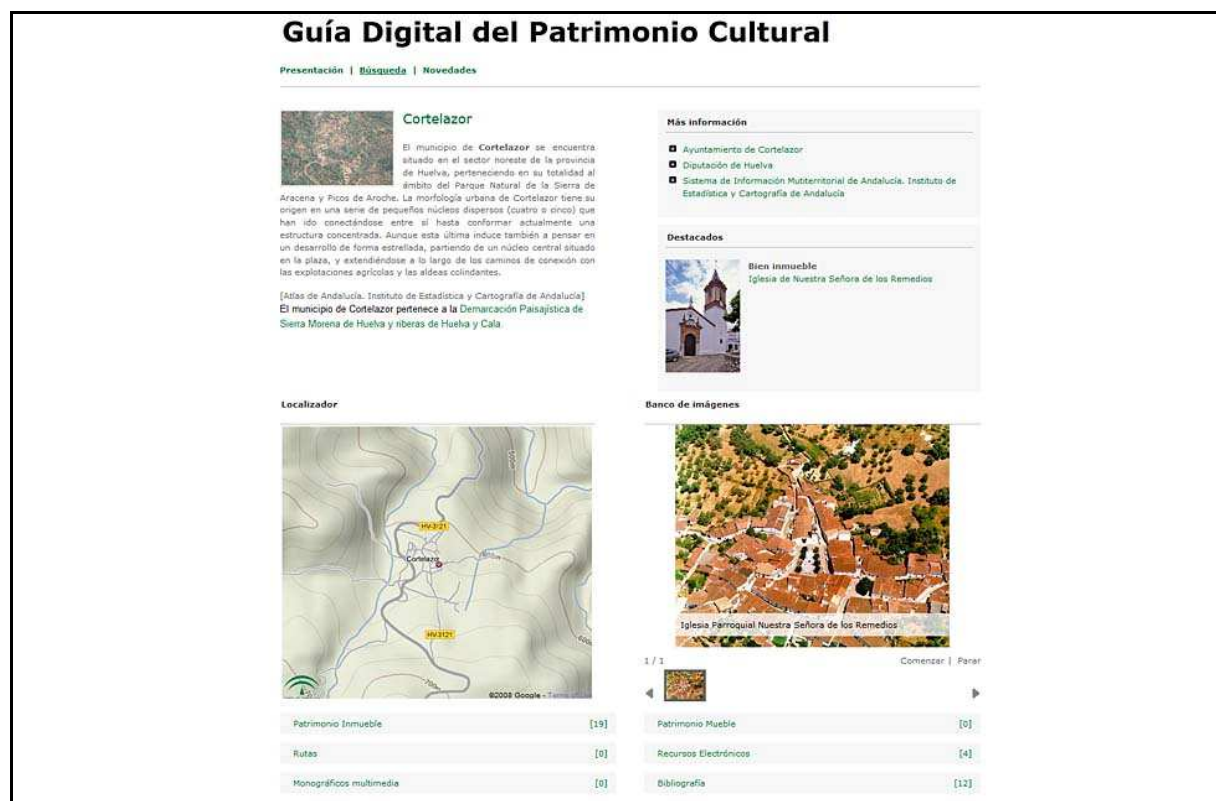 Guía Digital del Patrimonio Cultural
Presentación | Búsqueda | Novedades
Cortelazor
El municipio de Cortelazor se encuentra
situado en el sector noreste de la provincia
de Huelva, perteneciendo en su totalidad al
ámbito del Parque Natural de la Sierra de
Aracena y Picos de Aroche. La morfología urbana de Cortelazor tiene su
origen en una serie de pequeños núcleos dispersos (cuatro o cinco) que
han ido conectándose entre sí hasta conformar actualmente una
estructura concentrada. Aunque esta última induce también a pensar en
un desarrollo de forma estrellada, partiendo de un núcleo central situado
en la plaza, y extendiéndose a lo largo de los caminos de conexión con
las explotaciones agrícolas y las aldeas colindantes.
[Atlas de Andalucía. Instituto de Estadística y Cartografía de Andalucía]
El municipio de Cortelazor pertenece a la Demarcación Paisajística de
Sierra Morena de Huelva y riberas de Huelva y Cala
Más información
Ayuntamiento de Cortelazor
Diputación de Huelva
Sistema de Información Mutiterritorial de Andalucía. Instituto de
Estadística y Cartografía de Andalucía
Destacados
Bien inmueble
Iglesia de Nuestra Señora de los Remedios
Localizador
500m
HV-3121
Cortelazor
600m
HV-3121
600
700m
©2008 Google - Terms of Use
Banco de imágenes
Iglesia Parroquial Nuestra Señora de los Remedios
1 / 1
Comenzar | Parar
Patrimonio Inmueble [19]
Patrimonio Mueble [0]
Rutas [0]
Recursos Electrónicos [4]
Monográficos multimedia [0]
Bibliografía [12]